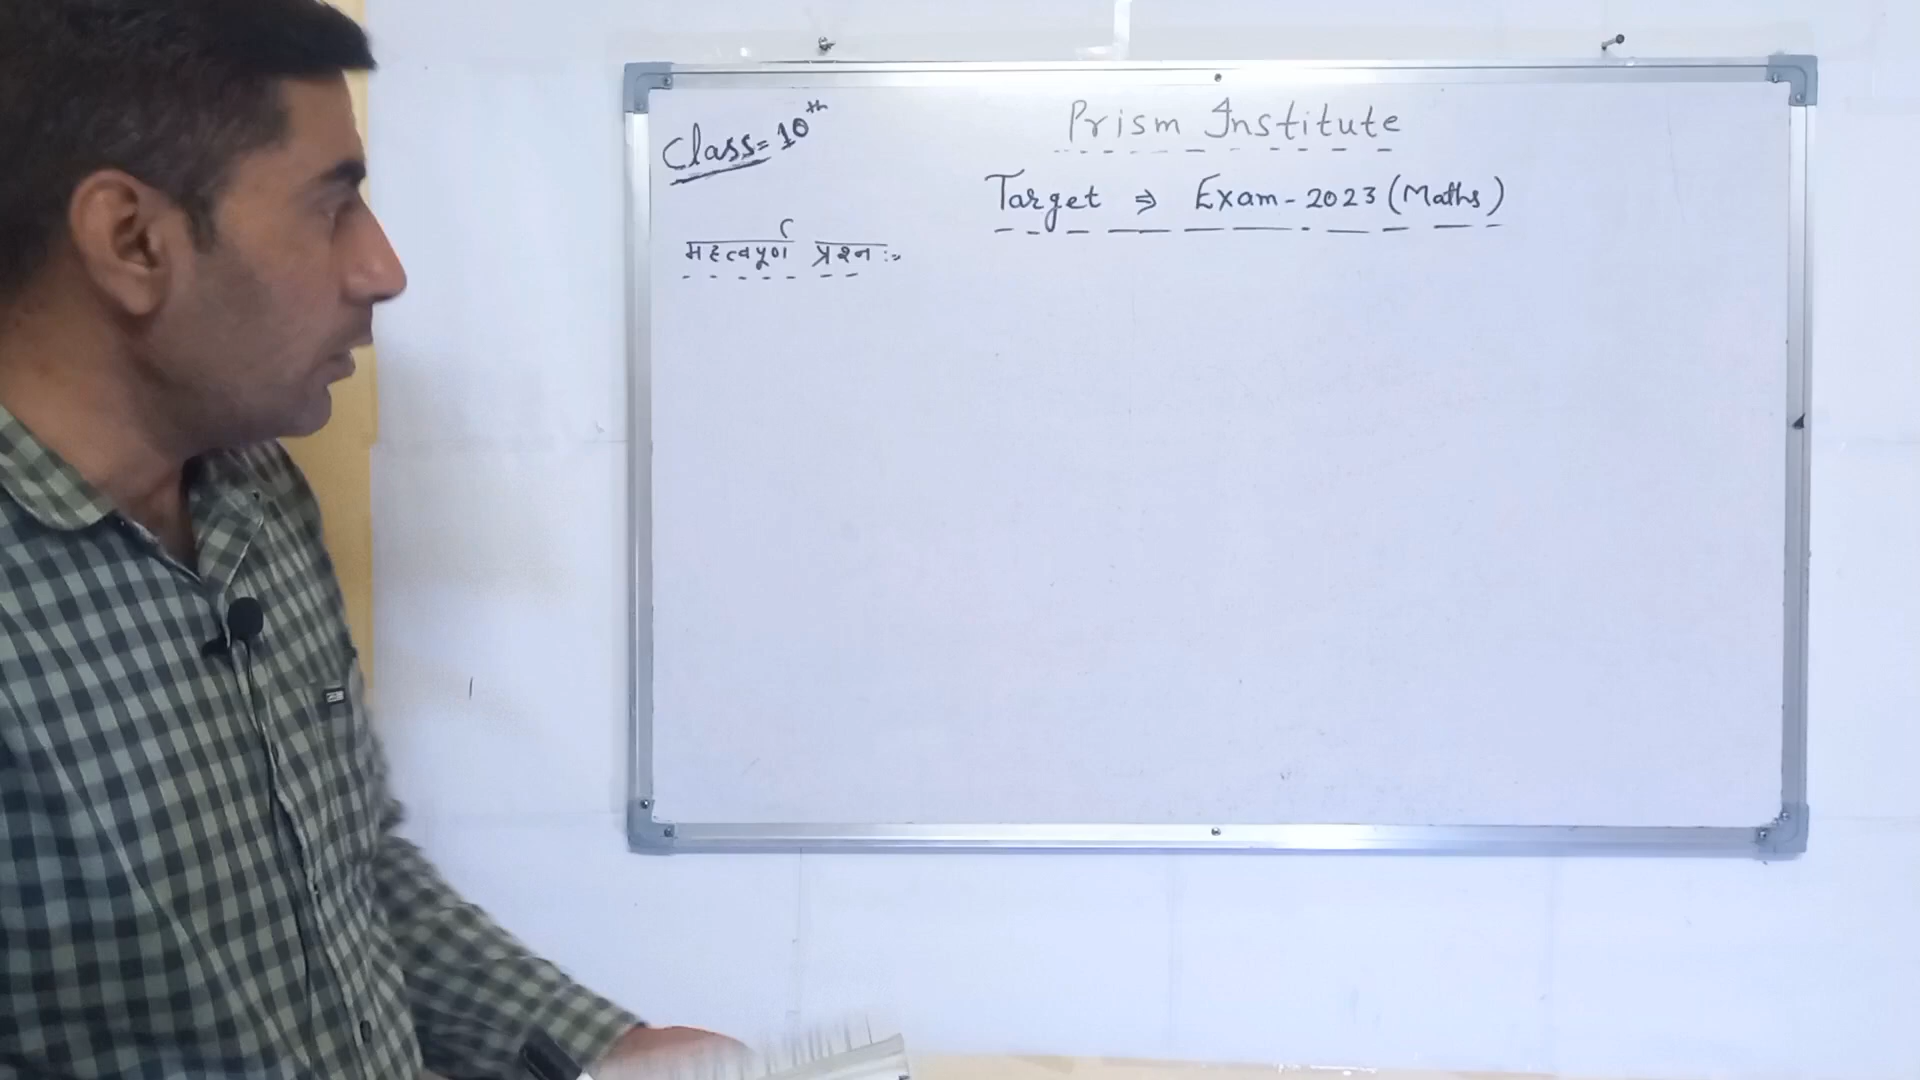 Class = 10th
Prism Institute
Target ⇒ Exam - 2023 (Maths)
महत्वपूर्ण प्रश्न :-